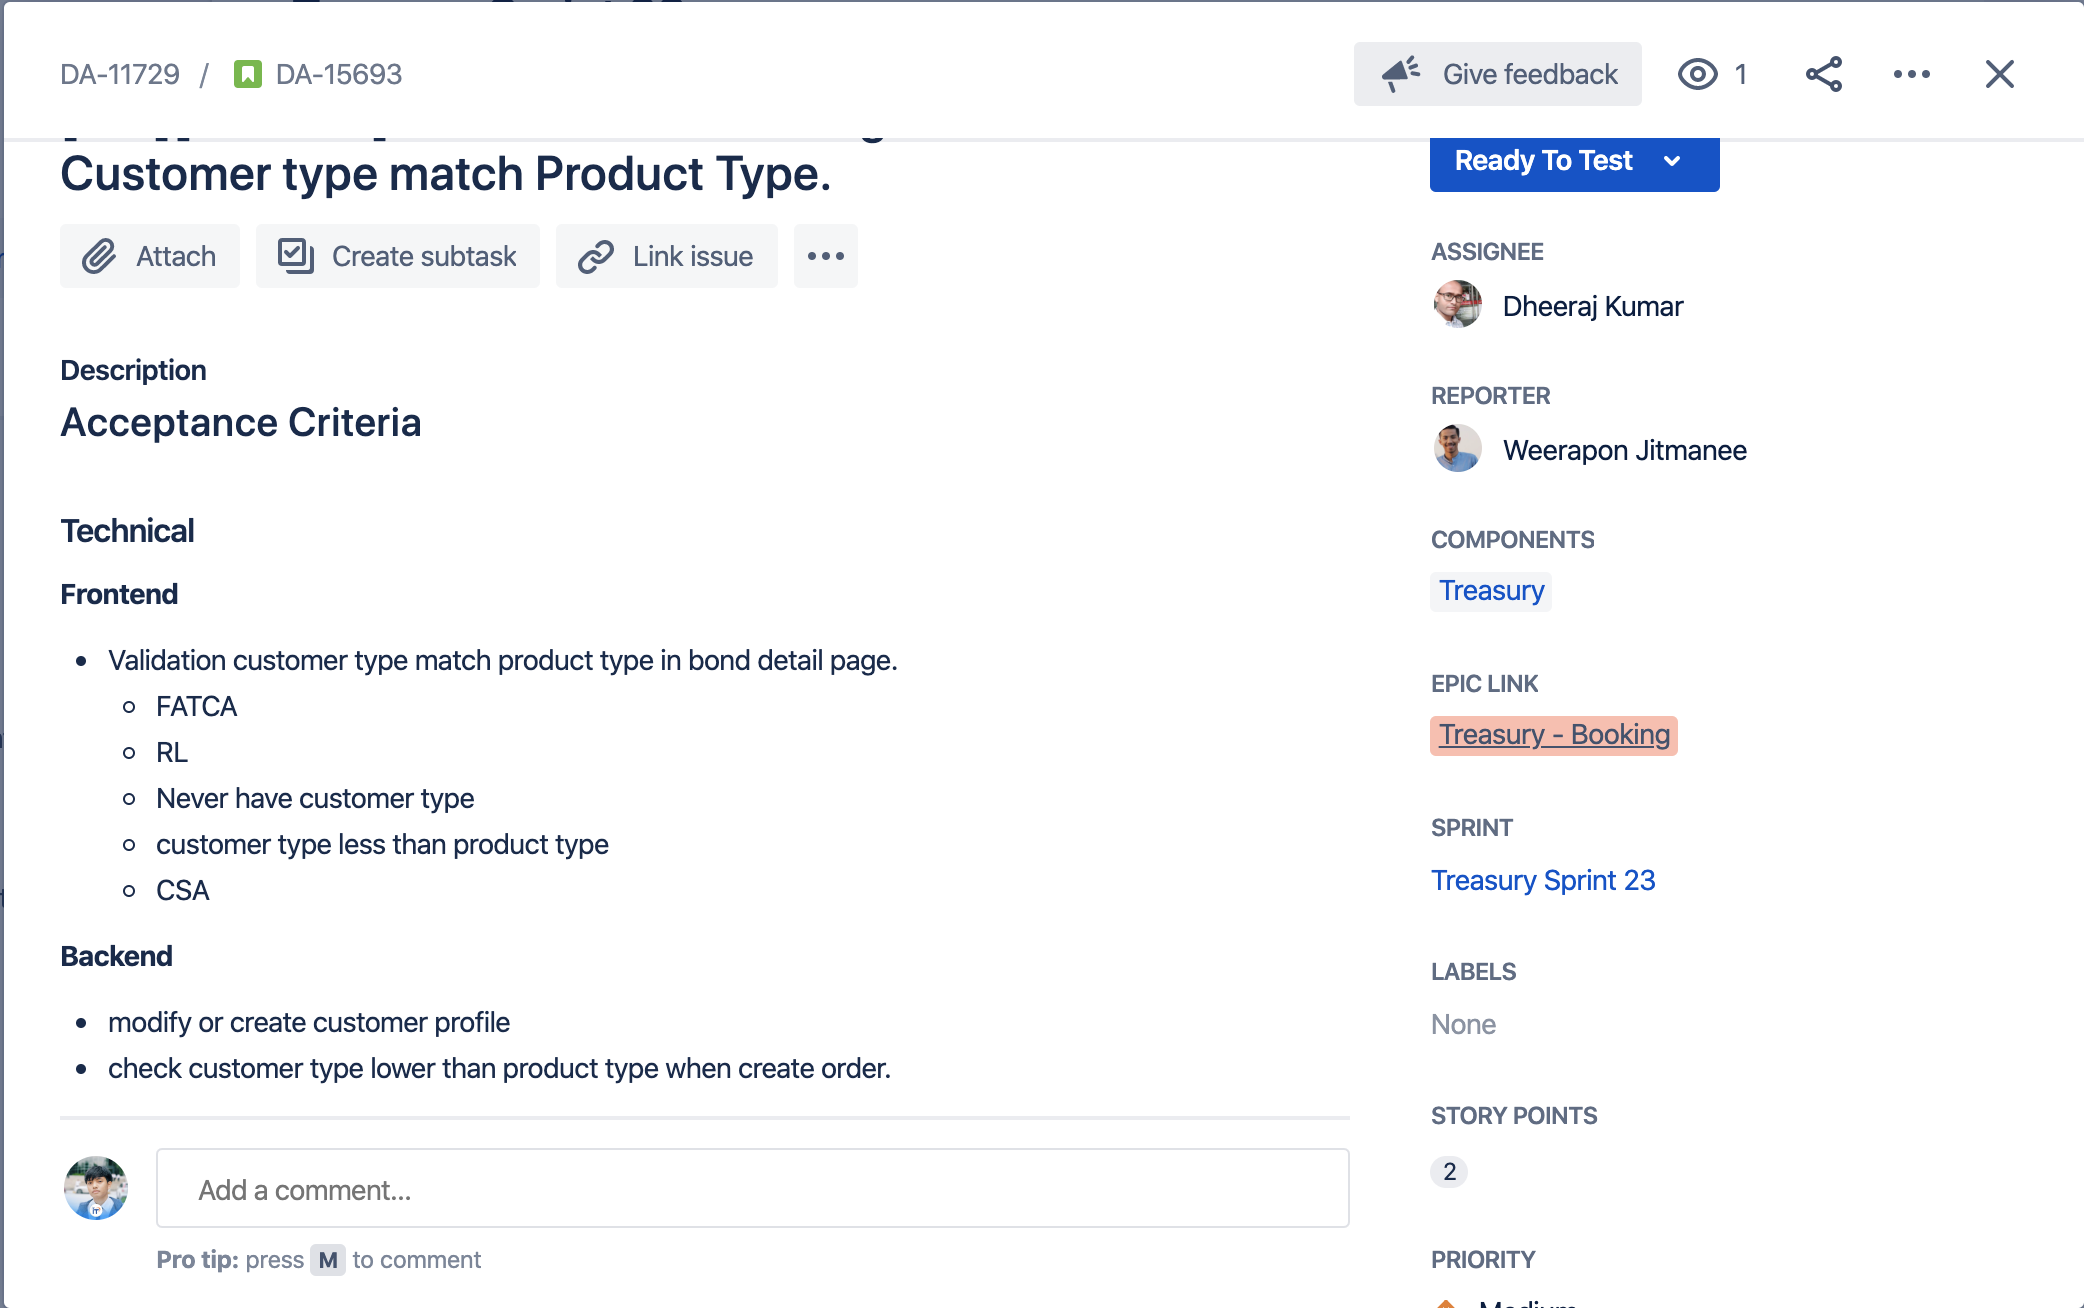 DA-11729 / DA-15693
Give feedback
1
Customer type match Product Type.
Attach
Create subtask
Link issue
Description
Acceptance Criteria
Technical
Frontend
Validation customer type match product type in bond detail page.
FATCA
RL
Never have customer type
customer type less than product type
CSA
Backend
modify or create customer profile
check customer type lower than product type when create order.
Add a comment...
Pro tip: press M to comment
Ready To Test
ASSIGNEE
Dheeraj Kumar
REPORTER
Weerapon Jitmanee
COMPONENTS
Treasury
EPIC LINK
Treasury - Booking
SPRINT
Treasury Sprint 23
LABELS
None
STORY POINTS
2
PRIORITY
Medium